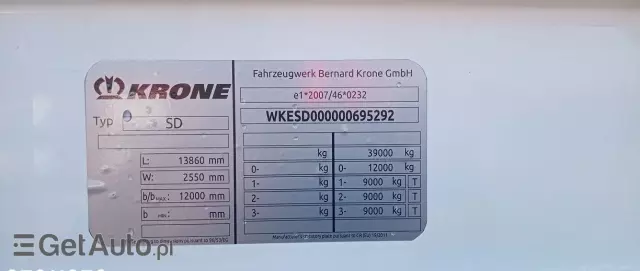 KRONE
Fahrzeugwerk Bernard Krone GmbH
e1*2007/46*0232
Typ SD
WKESD000000695292
kg 39000 kg
0- kg 0- 12000 kg
1- kg 1- 9000 kg T
2- kg 2- 9000 kg T
3- kg 3- 9000 kg T
L: 13860 mm
W: 2550 mm
b/b MAX.: 12000 mm
b MIN.: mm
GetAuto.pl